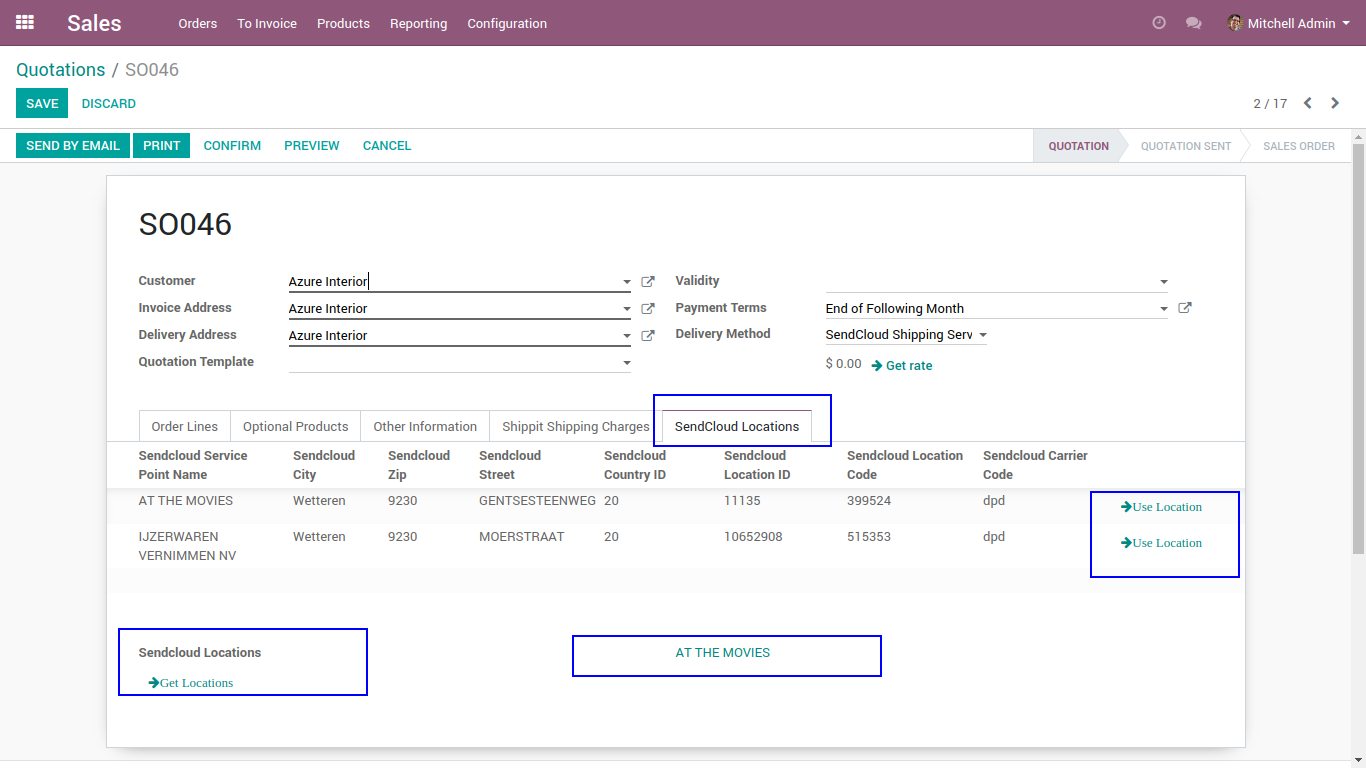 Sales Orders To Invoice Products Reporting Configuration Mitchell Admin
Quotations / SO046
SAVE DISCARD 2 / 17
SEND BY EMAIL PRINT CONFIRM PREVIEW CANCEL QUOTATION QUOTATION SENT SALES ORDER
SO046
Customer Azure Interior Validity
Invoice Address Azure Interior Payment Terms End of Following Month
Delivery Address Azure Interior Delivery Method SendCloud Shipping Serv
Quotation Template $ 0.00 Get rate
Order Lines Optional Products Other Information Shippit Shipping Charges SendCloud Locations
Sendcloud Service Sendcloud Sendcloud Sendcloud Sendcloud Sendcloud Sendcloud Location Sendcloud Carrier
Point Name City Zip Street Country ID Location ID Code Code
AT THE MOVIES Wetteren 9230 GENTSESTEENWEG 20 11135 399524 dpd Use Location
IJZERWAREN Wetteren 9230 MOERSTRAAT 20 10652908 515353 dpd Use Location
VERNIMMEN NV
Sendcloud Locations AT THE MOVIES
Get Locations